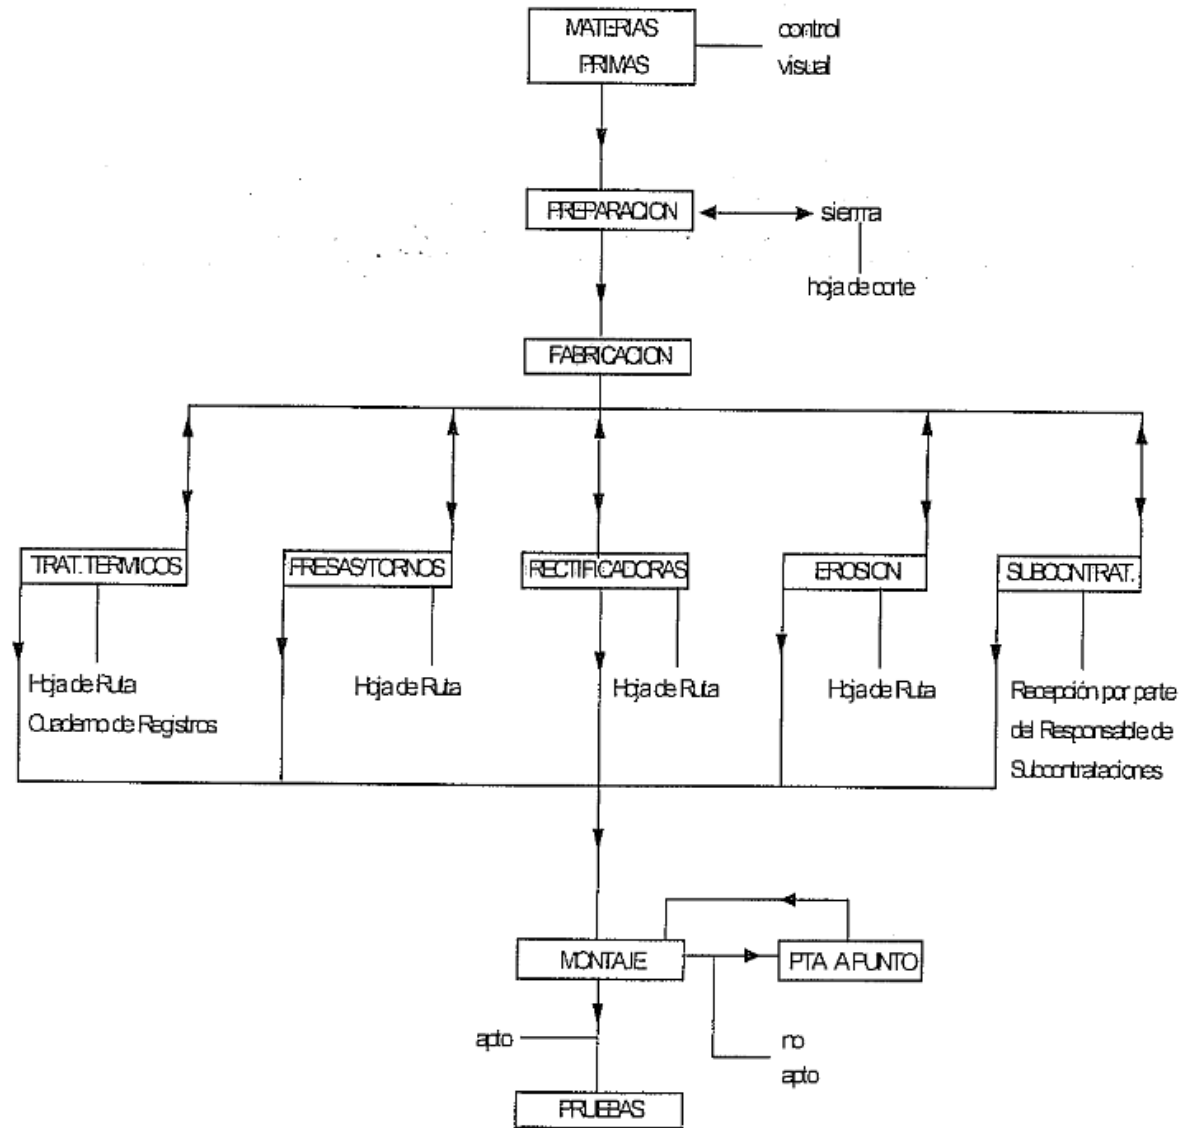 MATERIAS
PRIMAS
control
visual
PREPARACION
sierra
hoja de corte
FABRICACION
TRAT. TERMICOS
FRESAS/TORNOS
RECTIFICADORAS
EROSION
SUBCONTRAT.
Hoja de Ruta
Cuaderno de Registros
Hoja de Ruta
Hoja de Ruta
Hoja de Ruta
Recepción por parte
del Responsable de
Subcontrataciones
MONTAJE
PTA. A PUNTO
apto
no
apto
PRUEBAS